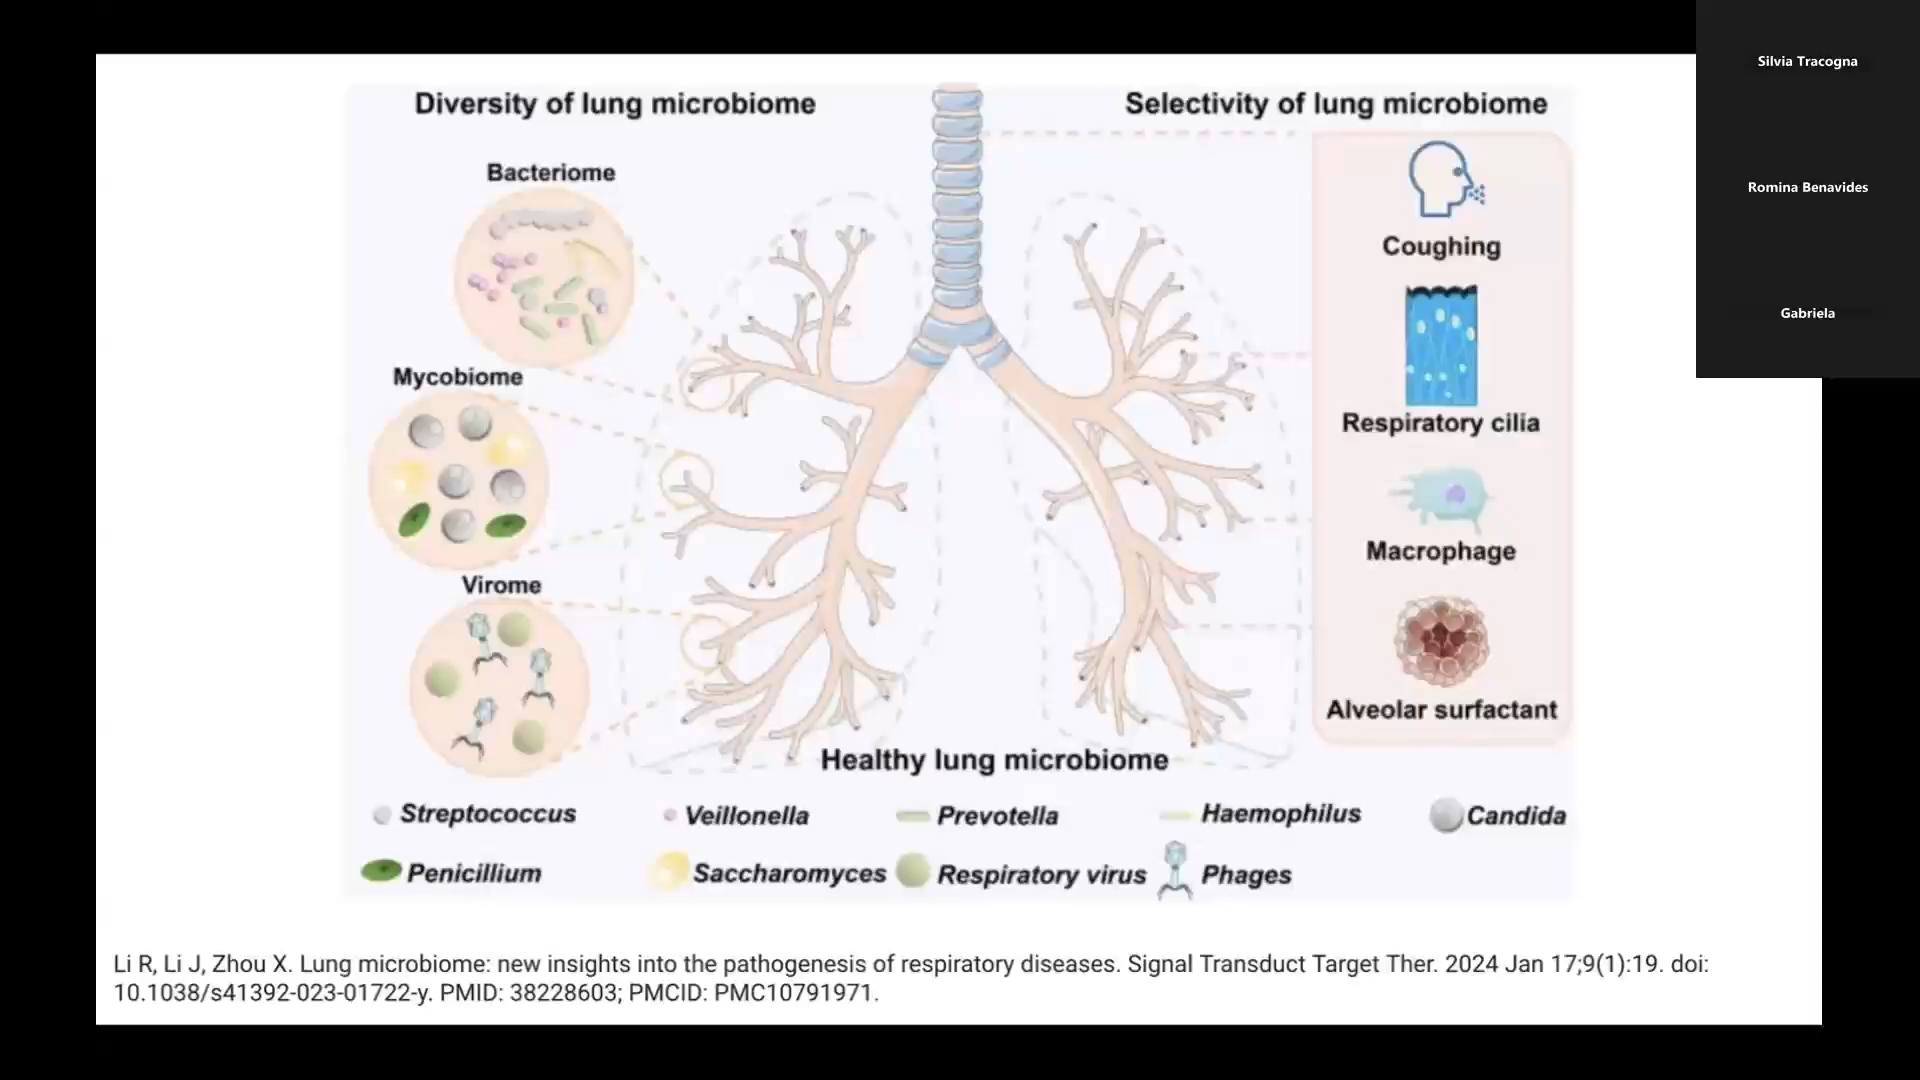 Diversity of lung microbiome
Selectivity of lung microbiome
Bacteriome
Mycobiome
Virome
Coughing
Respiratory cilia
Macrophage
Alveolar surfactant
Healthy lung microbiome
Streptococcus Veillonella Prevotella Haemophilus Candida
Penicillium Saccharomyces Respiratory virus Phages
Li R, Li J, Zhou X. Lung microbiome: new insights into the pathogenesis of respiratory diseases. Signal Transduct Target Ther. 2024 Jan 17;9(1):19. doi:
10.1038/s41392-023-01722-y. PMID: 38228603; PMCID: PMC10791971.
Silvia Tracogna
Romina Benavides
Gabriela